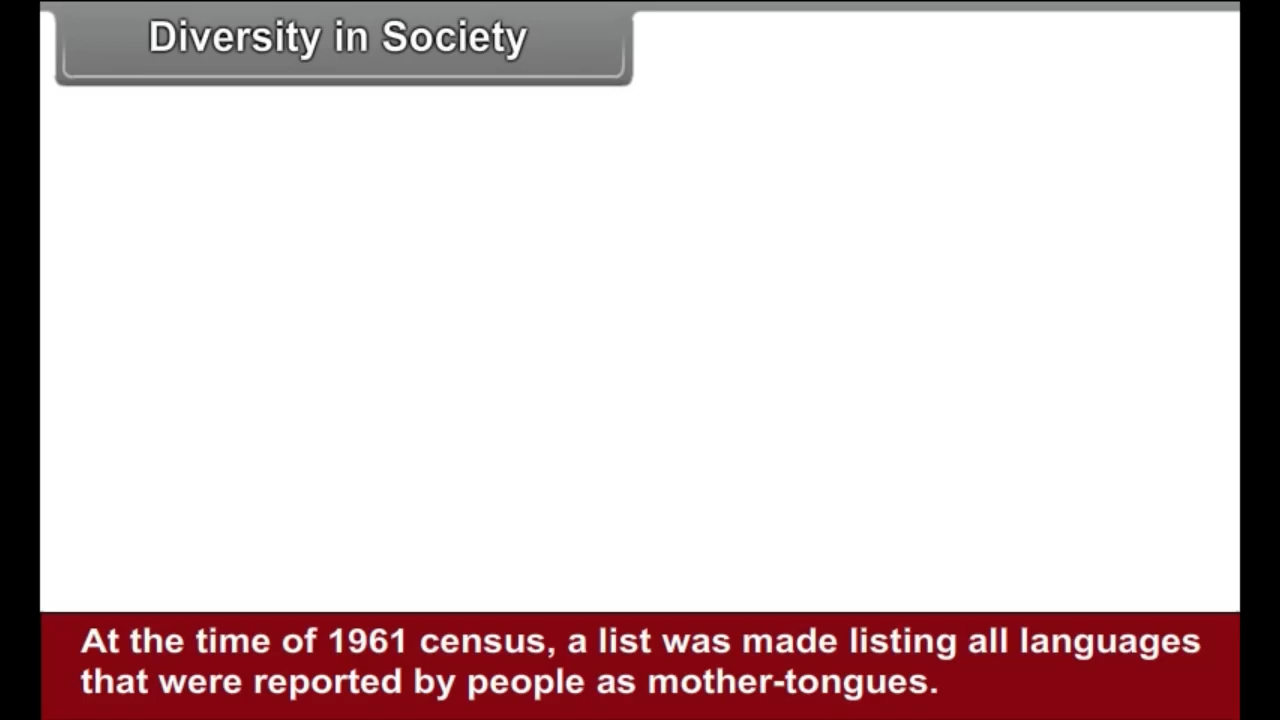 Diversity in Society
At the time of 1961 census, a list was made listing all languages
that were reported by people as mother-tongues.